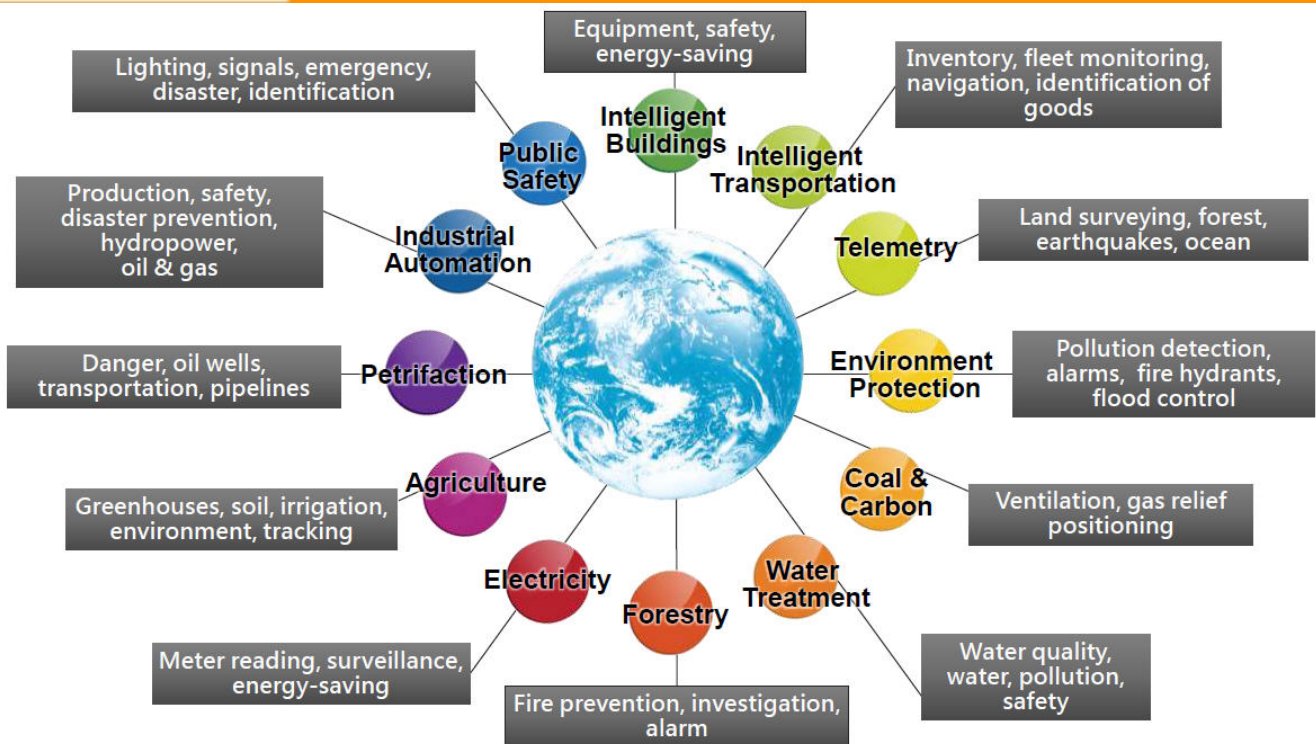 Equipment, safety,
energy-saving
Lighting, signals, emergency,
disaster, identification
Inventory, fleet monitoring,
navigation, identification of
goods
Intelligent
Buildings
Public
Safety
Intelligent
Transportation
Production, safety,
disaster prevention,
hydropower,
oil & gas
Industrial
Automation
Telemetry
Land surveying, forest,
earthquakes, ocean
Danger, oil wells,
transportation, pipelines
Petrifaction
Environment
Protection
Pollution detection,
alarms, fire hydrants,
flood control
Greenhouses, soil, irrigation,
environment, tracking
Agriculture
Coal &
Carbon
Ventilation, gas relief
positioning
Electricity
Forestry
Water
Treatment
Meter reading, surveillance,
energy-saving
Fire prevention, investigation,
alarm
Water quality,
water, pollution,
safety